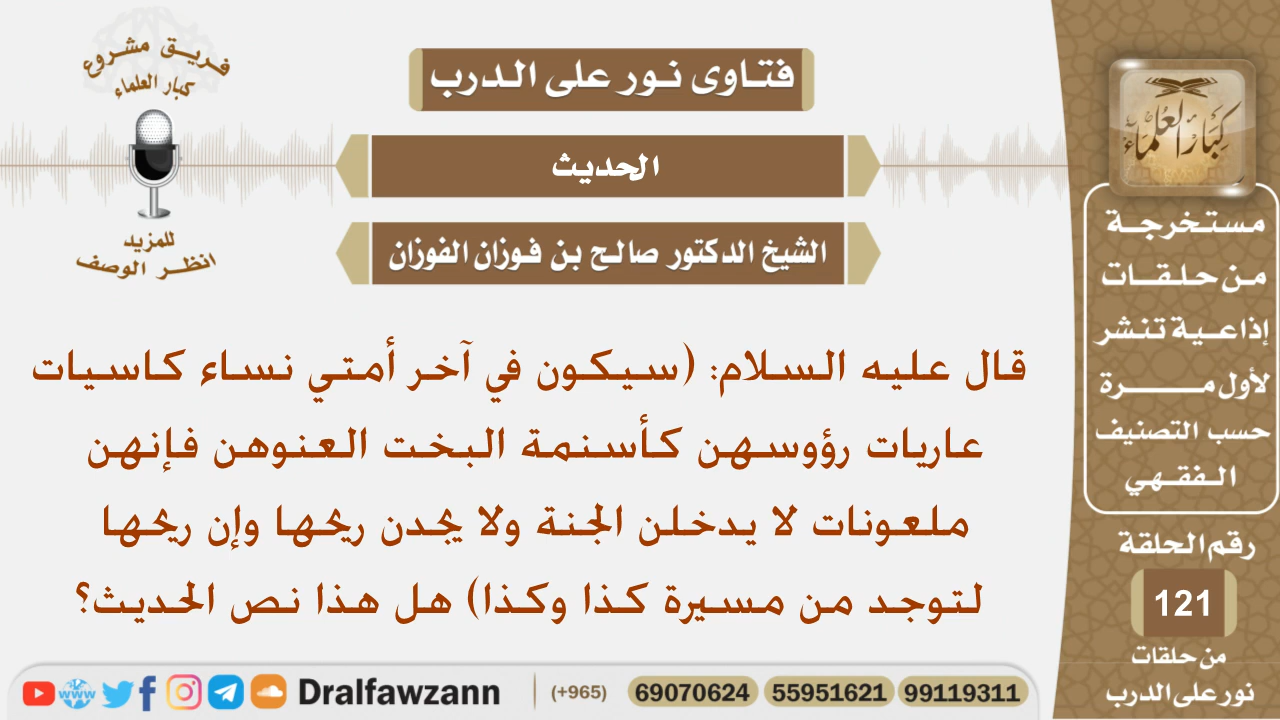 فريق مشروع
كبار العلماء
للمزيد
انظر الوصف
فتاوى نور على الدرب
الحديث
الشيخ الدكتور صالح بن فوزان الفوزان
قال عليه السلام: (سيكون في آخر أمتي نساء كاسيات
عاريات رؤوسهن كأسنمة البخت العنوهن فإنهن
ملعونات لا يدخلن الجنة ولا يجدن ريحها وإن ريحها
لتوجد من مسيرة كذا وكذا) هل هذا نص الحديث؟
كبار العلماء
مستخرجة
من حلقات
إذاعية تنشر
لأول مرة
حسب التصنيف
الفقهي
رقم الحلقة
121
من حلقات
نور على الدرب
www
Dralfawzann
(+965)
69070624
55951621
99119311